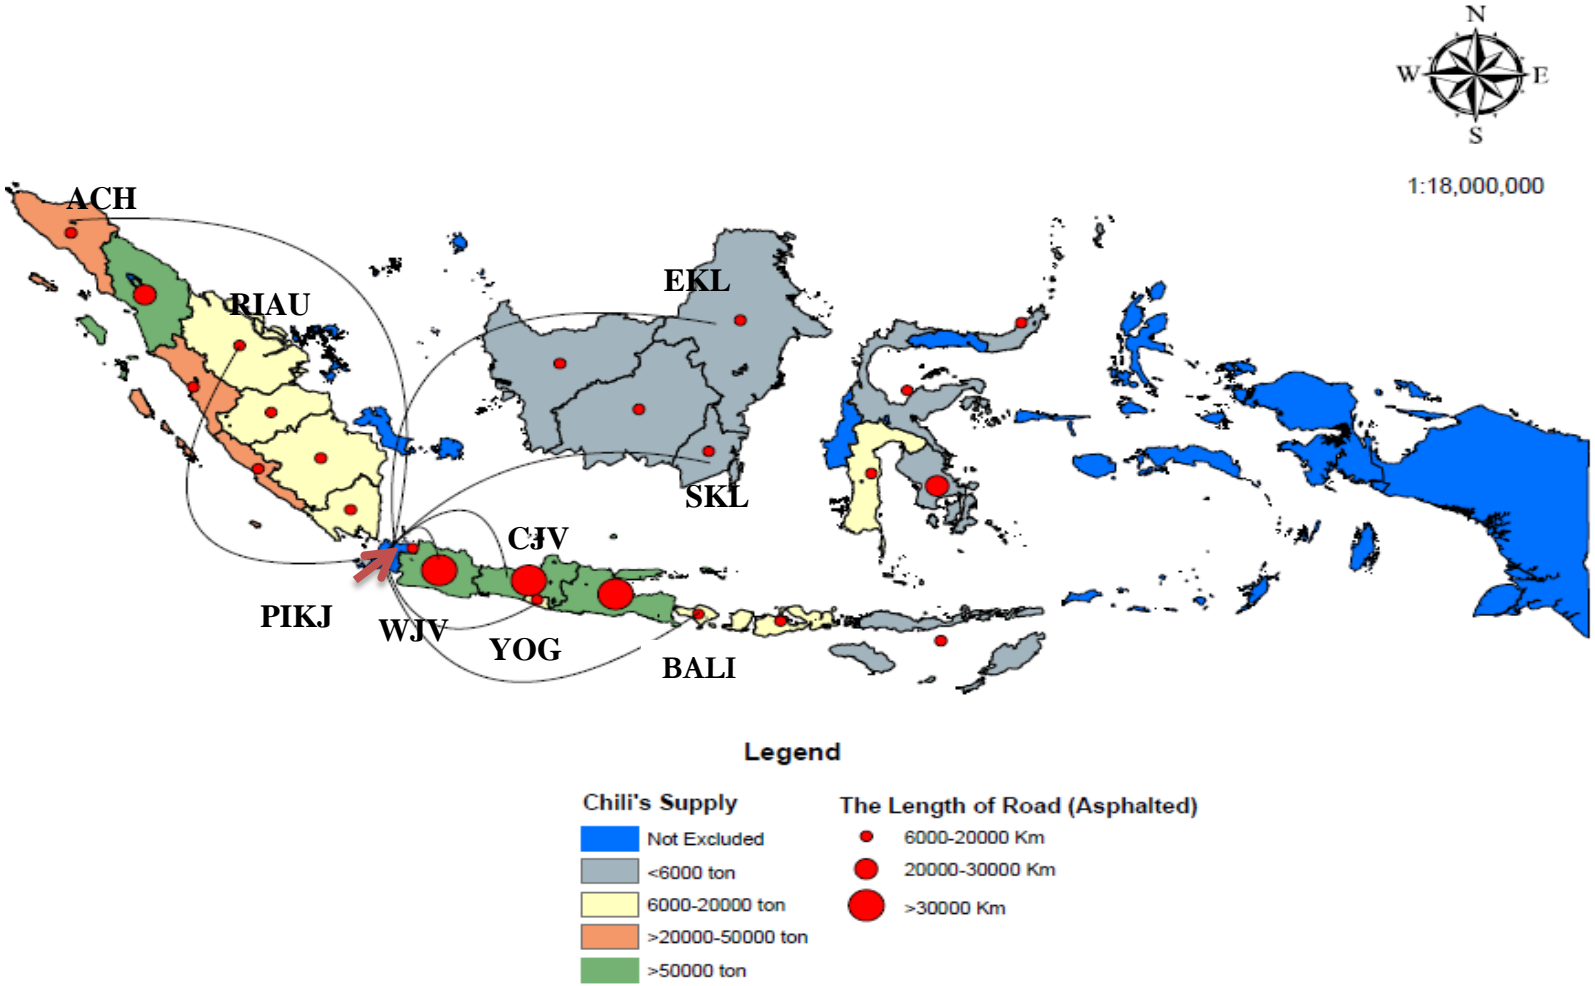 N
W E
S
1:18,000,000
ACH
RIAU
EKL
SKL
CJV
PIKJ
WJV
YOG
BALI
Legend
Chili's Supply
Not Excluded
<6000 ton
6000-20000 ton
>20000-50000 ton
>50000 ton
The Length of Road (Asphalted)
6000-20000 Km
20000-30000 Km
>30000 Km